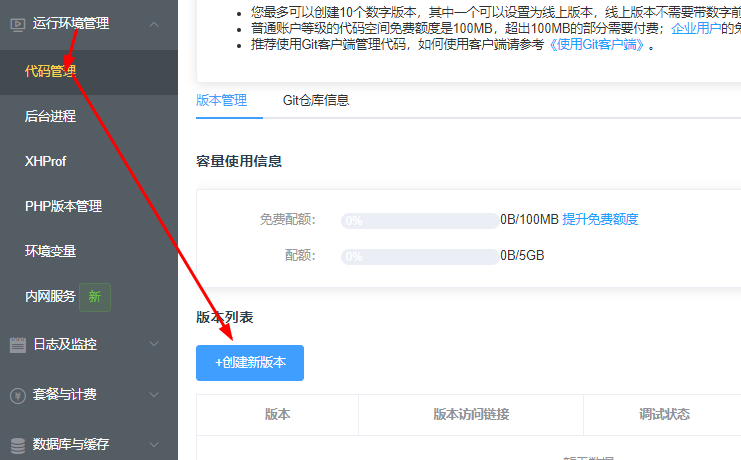 运行环境管理
代码管理
后台进程
XHProf
PHP版本管理
环境变量
内网服务 新
日志及监控
套餐与计费
数据库与缓存
您最多可以创建10个数字版本，其中一个可以设置为线上版本，线上版本不需要带数字前
普通账户等级的代码空间免费额度是100MB，超出100MB的部分需要付费；企业用户的免
推荐使用Git客户端管理代码，如何使用客户端请参考《使用Git客户端》。
版本管理 Git仓库信息
容量使用信息
免费配额： 0% 0B/100MB 提升免费额度
配额： 0% 0B/5GB
版本列表
+创建新版本
版本 版本访问链接 调试状态